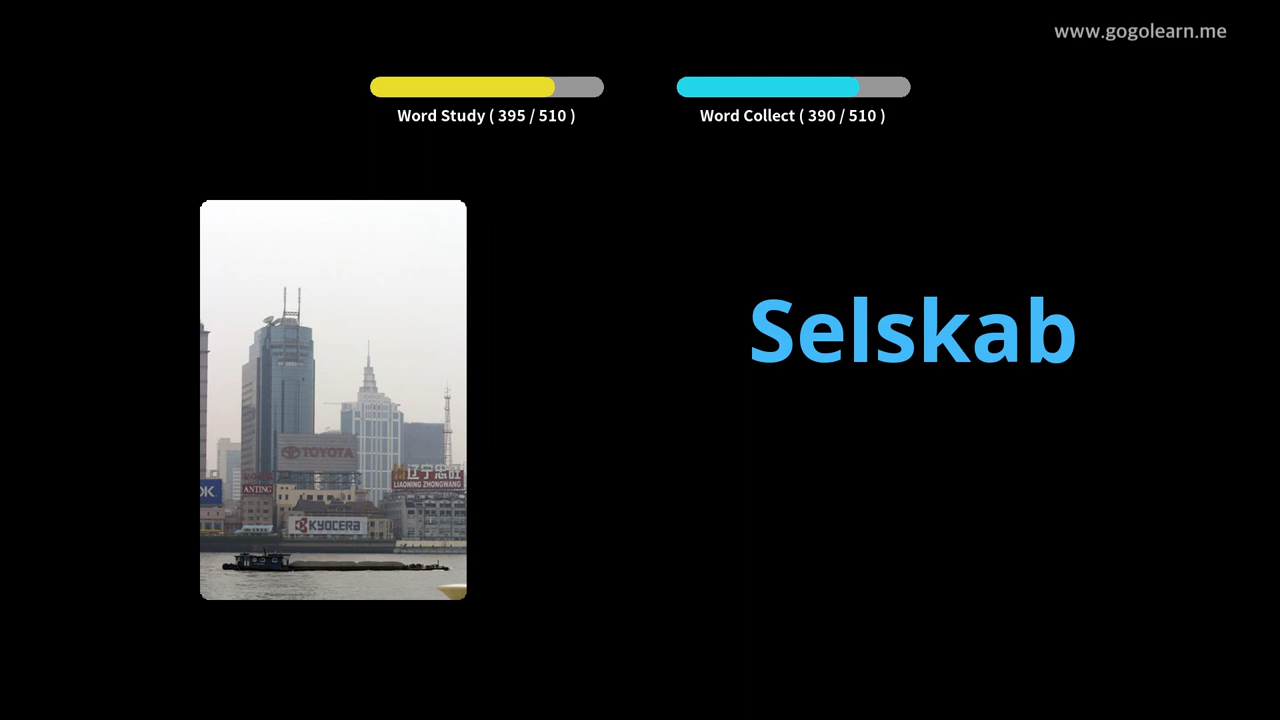 www.gogolearn.me
Word Study ( 395 / 510 )
Word Collect ( 390 / 510 )
Selskab
TOYOTA
辽宁忠旺
LIAONING ZHONGWANG
OK
ANTING
KYOCERA